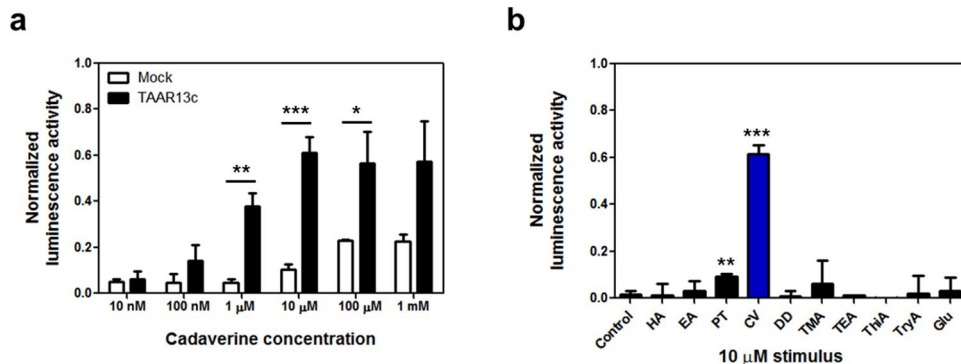 a
Normalized
luminescence activity
1.0
0.8
0.6
0.4
0.2
0.0
Mock
TAAR13c
**
***
*
10 nM 100 nM 1 μM 10 μM 100 μM 1 mM
Cadaverine concentration
b
Normalized
luminescence activity
1.0
0.8
0.6
0.4
0.2
0.0
**
***
Control HA EA PT CV DD TMA TEA ThiA TryA Glu
10 μM stimulus